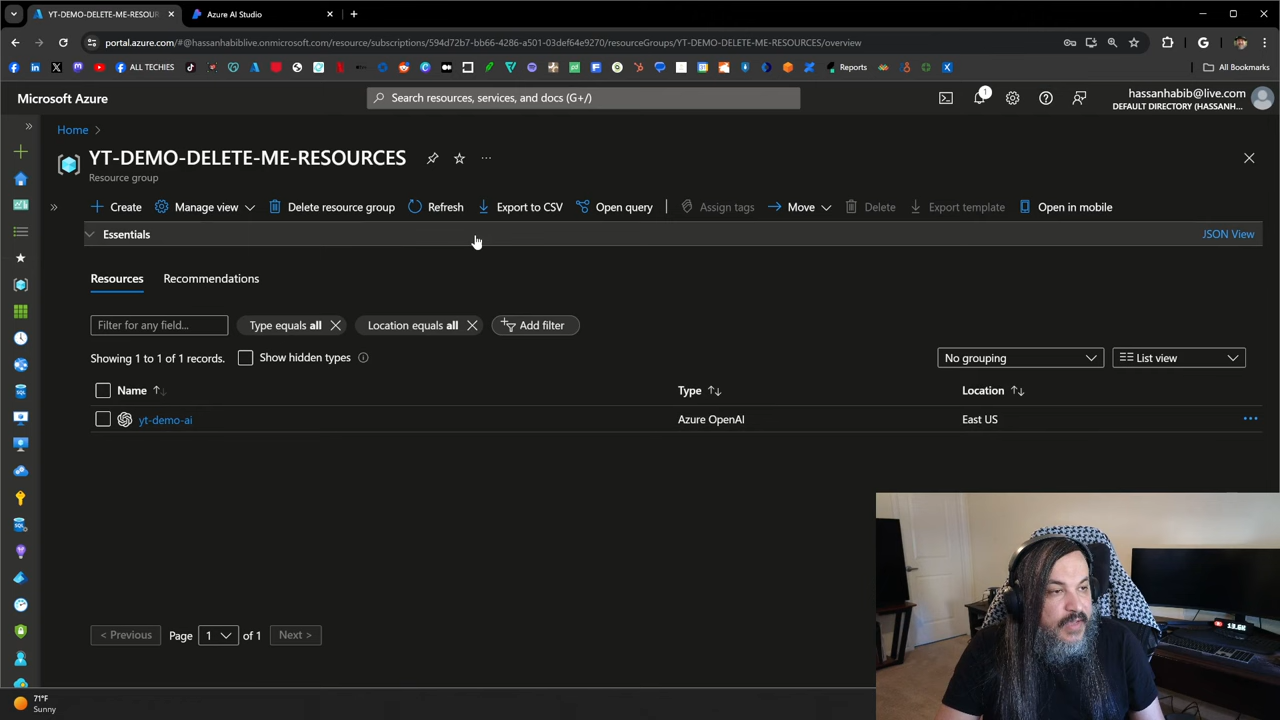 YT-DEMO-DELETE-ME-RESOUR
Azure AI Studio
portal.azure.com/#@hassanhabiblive.onmicrosoft.com/resource/subscriptions/594d72b7-bb66-4286-a501-03def64e9270/resourceGroups/YT-DEMO-DELETE-ME-RESOURCES/overview
ALL TECHIES
Reports
All Bookmarks
Microsoft Azure
Search resources, services, and docs (G+/)
1
hassanhabib@live.com
DEFAULT DIRECTORY (HASSANH...
Home
YT-DEMO-DELETE-ME-RESOURCES
Resource group
Create
Manage view
Delete resource group
Refresh
Export to CSV
Open query
Assign tags
Move
Delete
Export template
Open in mobile
Essentials
JSON View
Resources
Recommendations
Filter for any field...
Type equals all
Location equals all
Add filter
Showing 1 to 1 of 1 records.
Show hidden types
No grouping
List view
Name
Type
Location
yt-demo-ai
Azure OpenAI
East US
< Previous
Page
1
of 1
Next >
71°F
Sunny